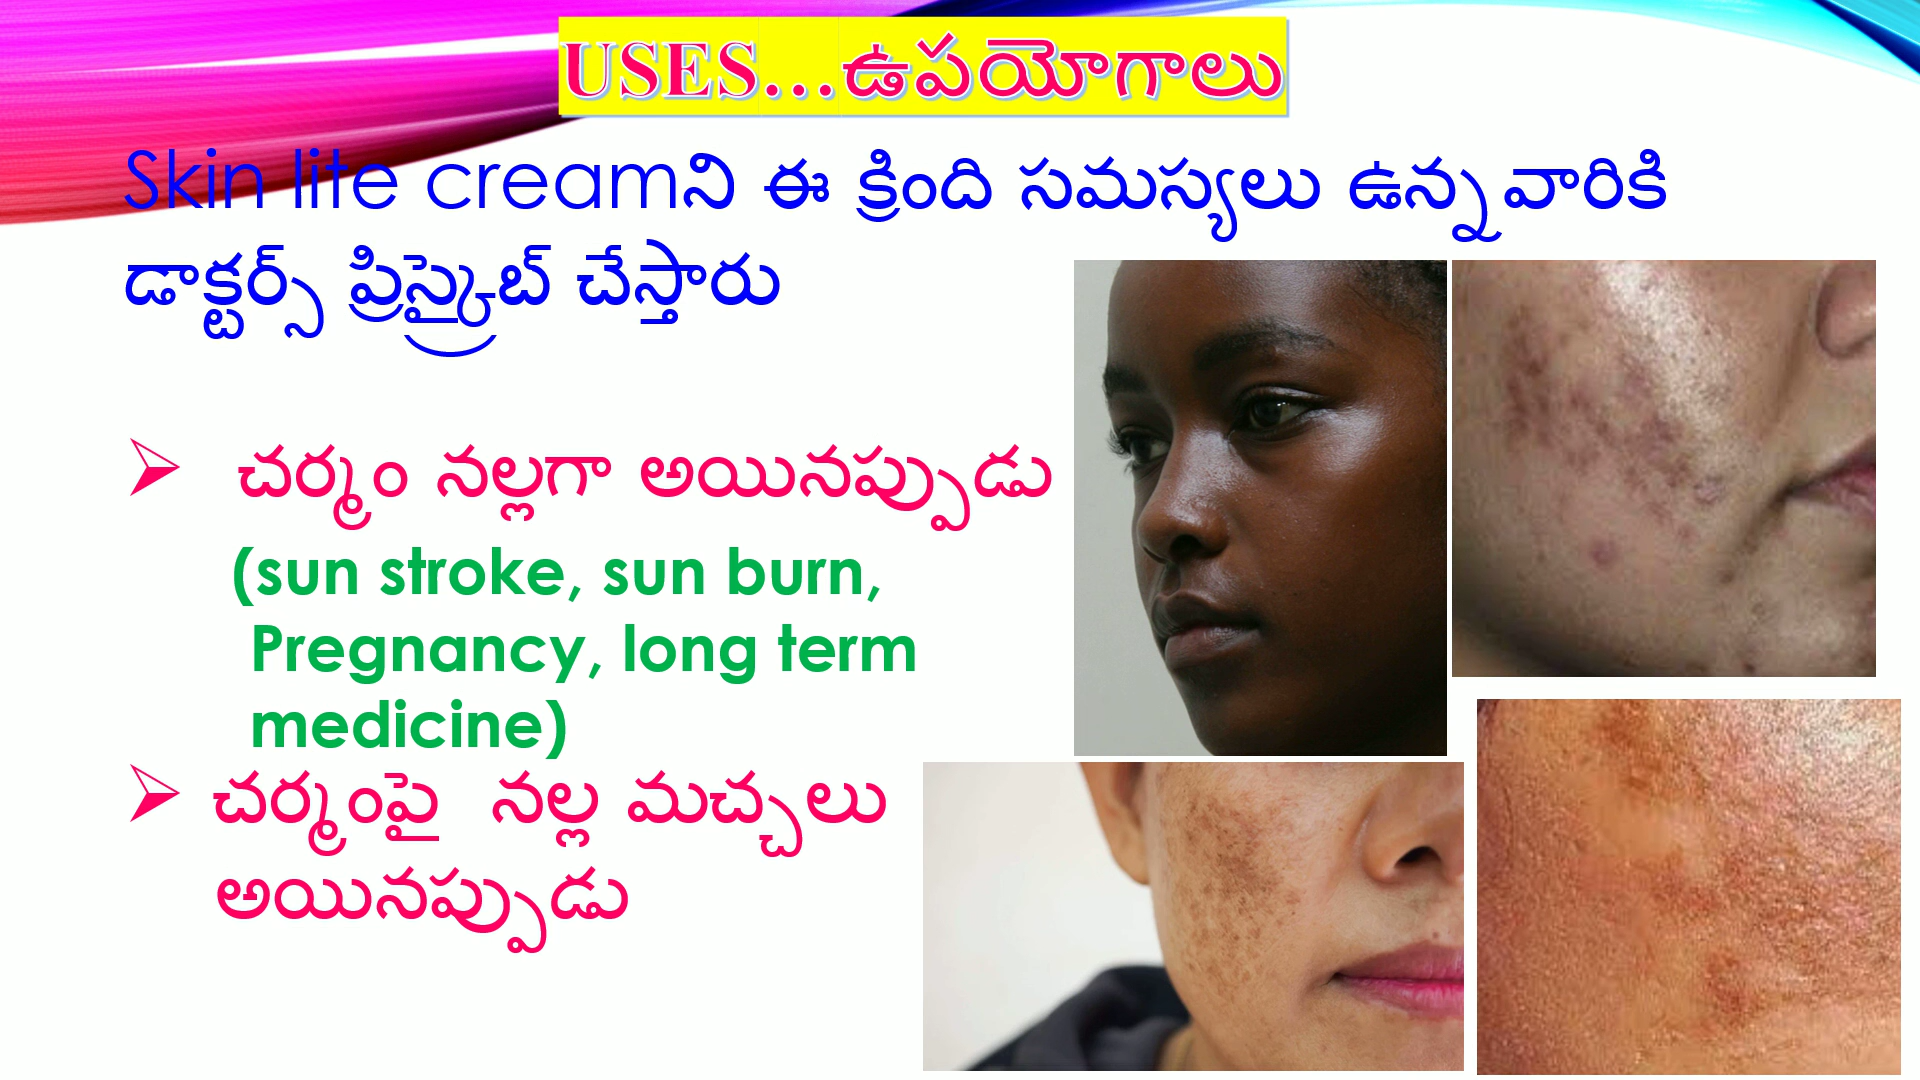 USES...ఉపయోగాలు
Skin lite creamని ఈ క్రింది సమస్యలు ఉన్నవారికి
డాక్టర్స్ ప్రిస్క్రైబ్ చేస్తారు
చర్మం నల్లగా అయినప్పుడు
(sun stroke, sun burn,
Pregnancy, long term
medicine)
చర్మంపై నల్ల మచ్చలు
అయినప్పుడు